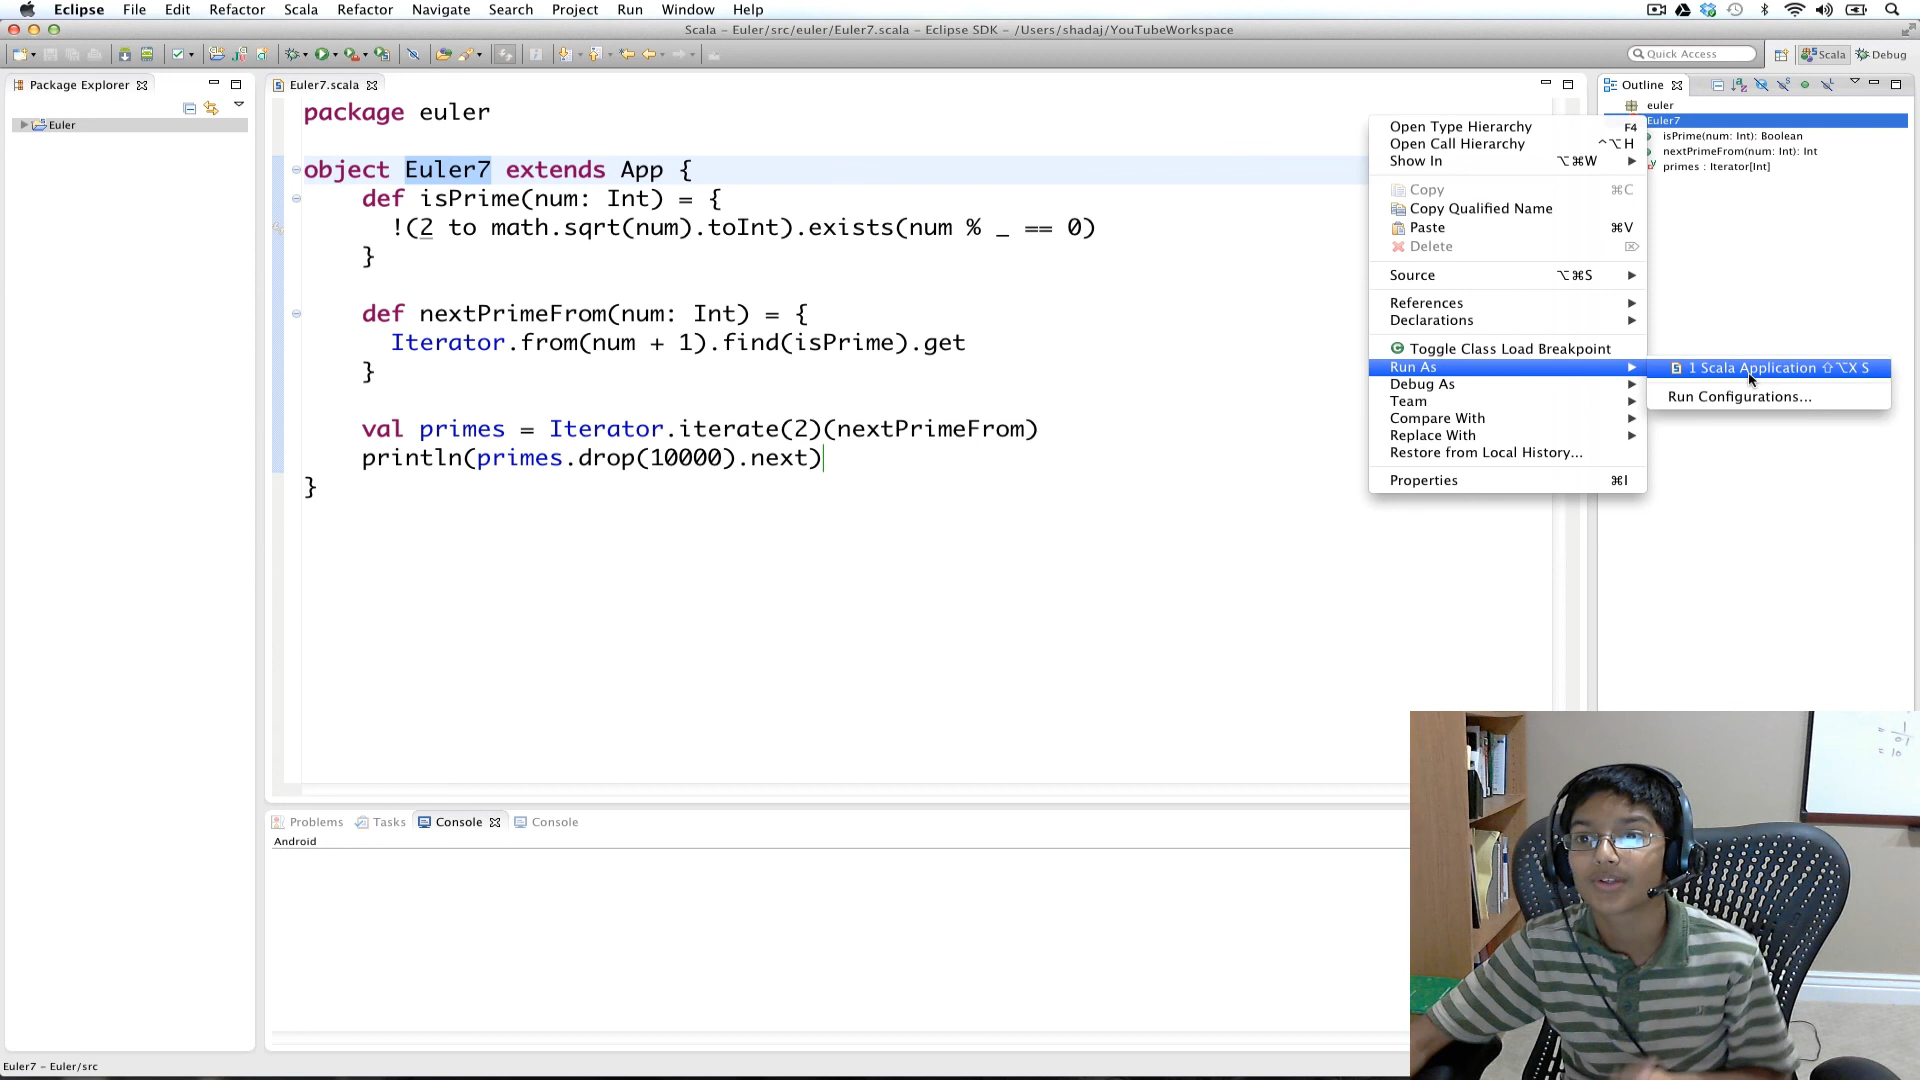 Eclipse File Edit Refactor Scala Refactor Navigate Search Project Run Window Help
Scala – Euler/src/euler/Euler7.scala – Eclipse SDK – /Users/shadaj/YouTubeWorkspace
Quick Access
Scala
Debug
Package Explorer
Euler
Euler7.scala
package euler
object Euler7 extends App {
def isPrime(num: Int) = {
!(2 to math.sqrt(num).toInt).exists(num % _ == 0)
}
def nextPrimeFrom(num: Int) = {
Iterator.from(num + 1).find(isPrime).get
}
val primes = Iterator.iterate(2)(nextPrimeFrom)
println(primes.drop(10000).next)
}
Open Type Hierarchy F4
Open Call Hierarchy ^⌥H
Show In ⌥⌘W
Copy ⌘C
Copy Qualified Name
Paste ⌘V
Delete ⌦
Source ⌥⌘S
References
Declarations
Toggle Class Load Breakpoint
Run As
Debug As
Team
Compare With
Replace With
Restore from Local History...
Properties ⌘I
1 Scala Application ⇧⌥X S
Run Configurations...
Outline
euler
Euler7
isPrime(num: Int): Boolean
nextPrimeFrom(num: Int): Int
primes : Iterator[Int]
Problems Tasks Console Console
Android
Euler7 – Euler/src
= 10